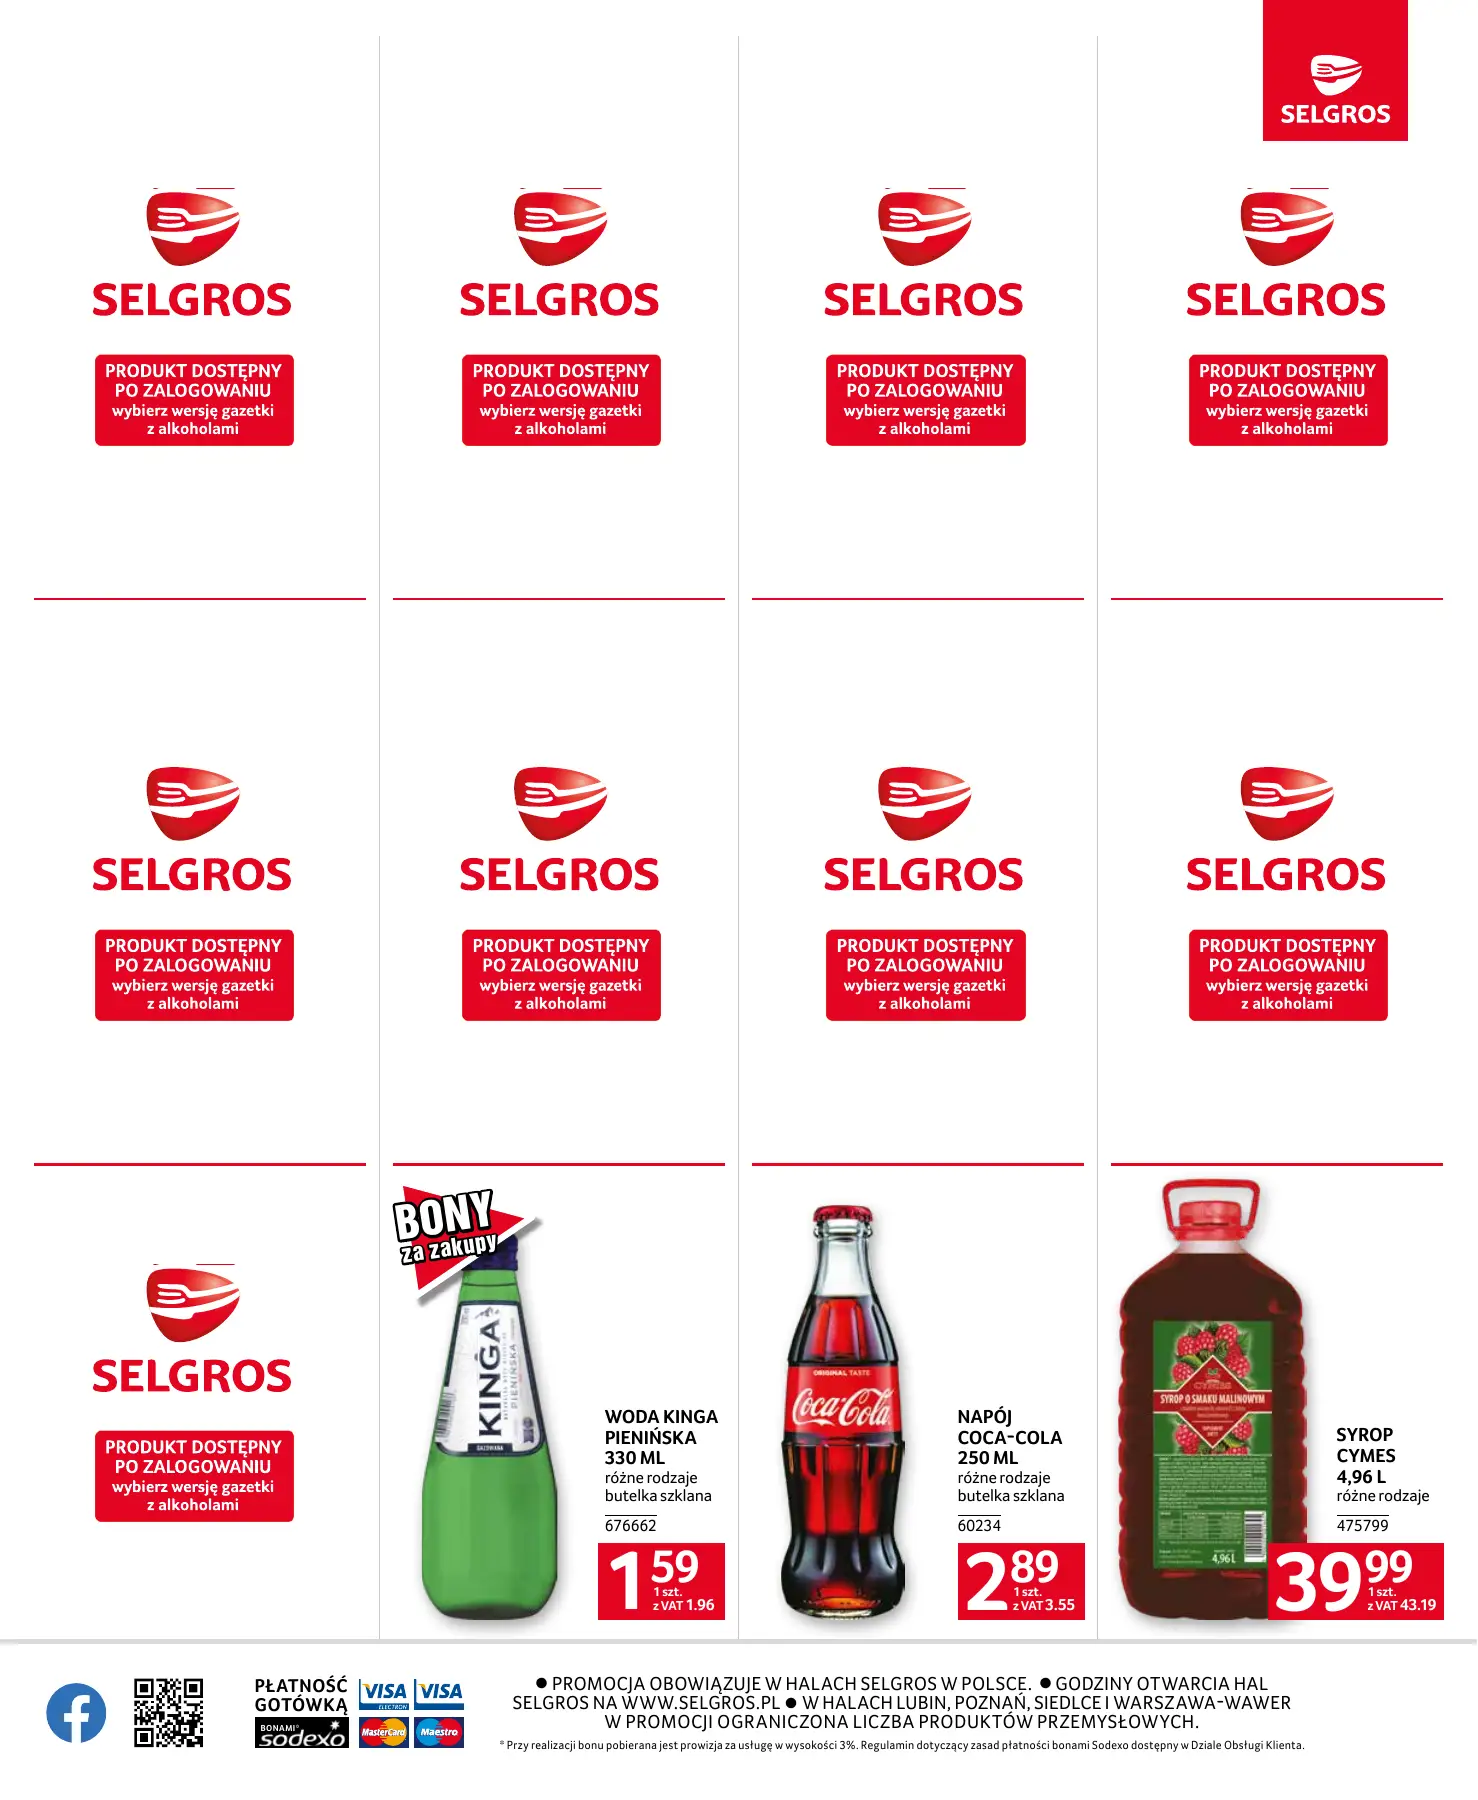 SELGROS
SELGROS
PRODUKT DOSTĘPNY
PO ZALOGOWANIU
wybierz wersję gazetki
z alkoholami
SELGROS
PRODUKT DOSTĘPNY
PO ZALOGOWANIU
wybierz wersję gazetki
z alkoholami
SELGROS
PRODUKT DOSTĘPNY
PO ZALOGOWANIU
wybierz wersję gazetki
z alkoholami
SELGROS
PRODUKT DOSTĘPNY
PO ZALOGOWANIU
wybierz wersję gazetki
z alkoholami
SELGROS
PRODUKT DOSTĘPNY
PO ZALOGOWANIU
wybierz wersję gazetki
z alkoholami
SELGROS
PRODUKT DOSTĘPNY
PO ZALOGOWANIU
wybierz wersję gazetki
z alkoholami
SELGROS
PRODUKT DOSTĘPNY
PO ZALOGOWANIU
wybierz wersję gazetki
z alkoholami
SELGROS
PRODUKT DOSTĘPNY
PO ZALOGOWANIU
wybierz wersję gazetki
z alkoholami
SELGROS
PRODUKT DOSTĘPNY
PO ZALOGOWANIU
wybierz wersję gazetki
z alkoholami
BONY
za zakupy
KINGA
PIENIŃSKA
GAZOWANA
WODA KINGA
PIENIŃSKA
330 ML
różne rodzaje
butelka szklana
676662
1 59
1 szt.
z VAT 1.96
ORIGINAL TASTE
Coca-Cola
NAPÓJ
COCA-COLA
250 ML
różne rodzaje
butelka szklana
60234
2 89
1 szt.
z VAT 3.55
CYMES
SYROP O SMAKU MALINOWYM
4,96 L
SYROP
CYMES
4,96 L
różne rodzaje
475799
39 99
1 szt.
z VAT 43.19
PŁATNOŚĆ
GOTÓWKĄ
BONAMI*
sodexo
VISA
ELECTRON
VISA
MasterCard
Maestro
● PROMOCJA OBOWIĄZUJE W HALACH SELGROS W POLSCE. ● GODZINY OTWARCIA HAL
SELGROS NA WWW.SELGROS.PL ● W HALACH LUBIN, POZNAŃ, SIEDLCE I WARSZAWA-WAWER
W PROMOCJI OGRANICZONA LICZBA PRODUKTÓW PRZEMYSŁOWYCH.
* Przy realizacji bonu pobierana jest prowizja za usługę w wysokości 3%. Regulamin dotyczący zasad płatności bonami Sodexo dostępny w Dziale Obsługi Klienta.